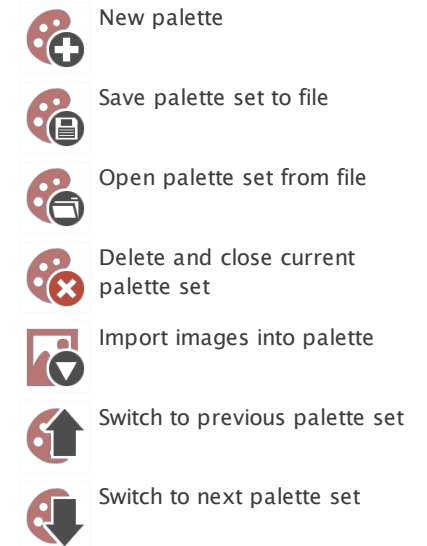 New palette
Save palette set to file
Open palette set from file
Delete and close current
palette set
Import images into palette
Switch to previous palette set
Switch to next palette set